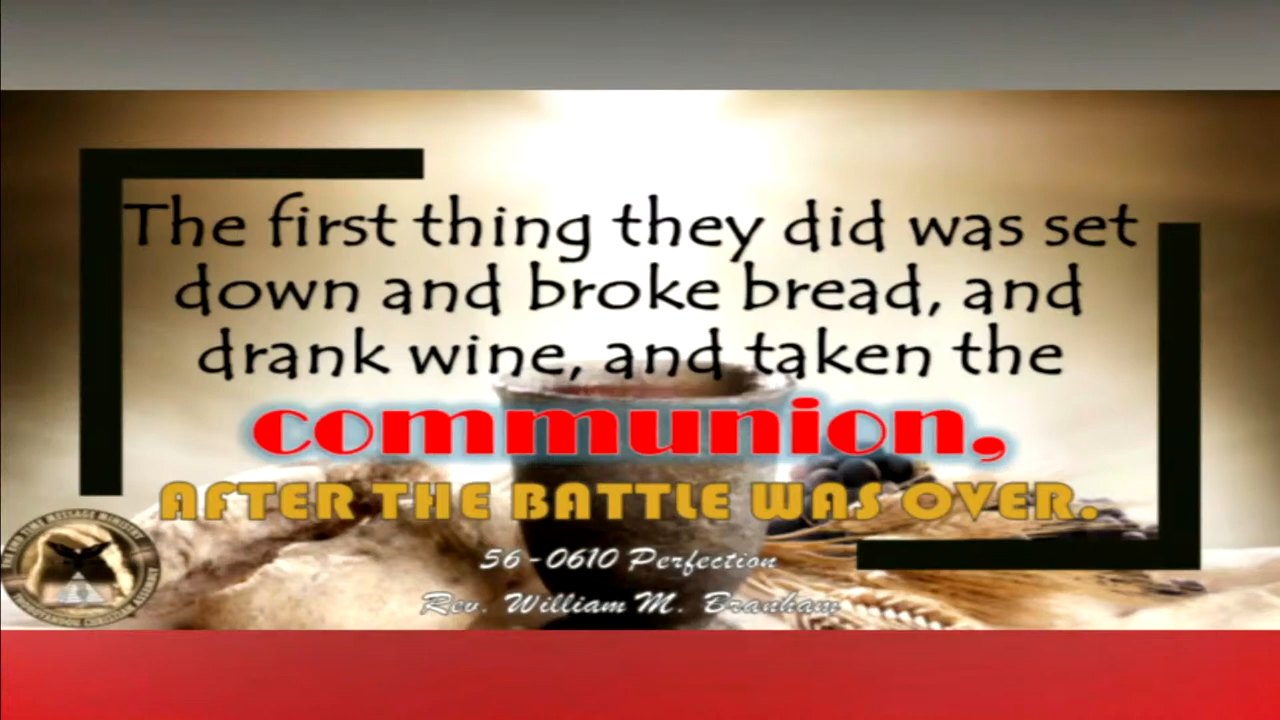 The first thing they did was set
down and broke bread, and
drank wine, and taken the
communion,
AFTER THE BATTLE WAS OVER.
56-0610 Perfection
Rev. William M. Branham